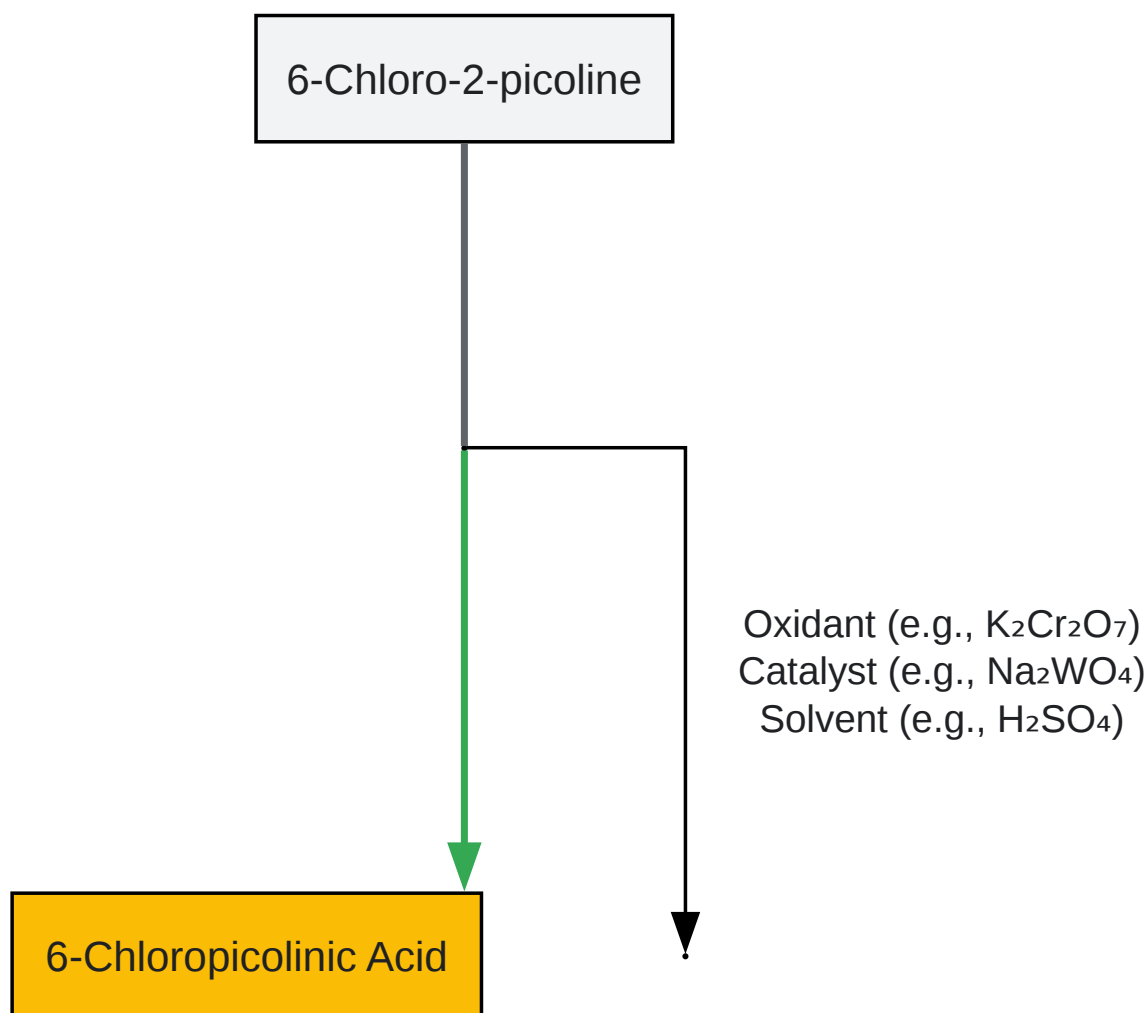 6-Chloro-2-picoline
Oxidant (e.g., K₂Cr₂O₇)
Catalyst (e.g., Na₂WO₄)
Solvent (e.g., H₂SO₄)
6-Chloropicolinic Acid